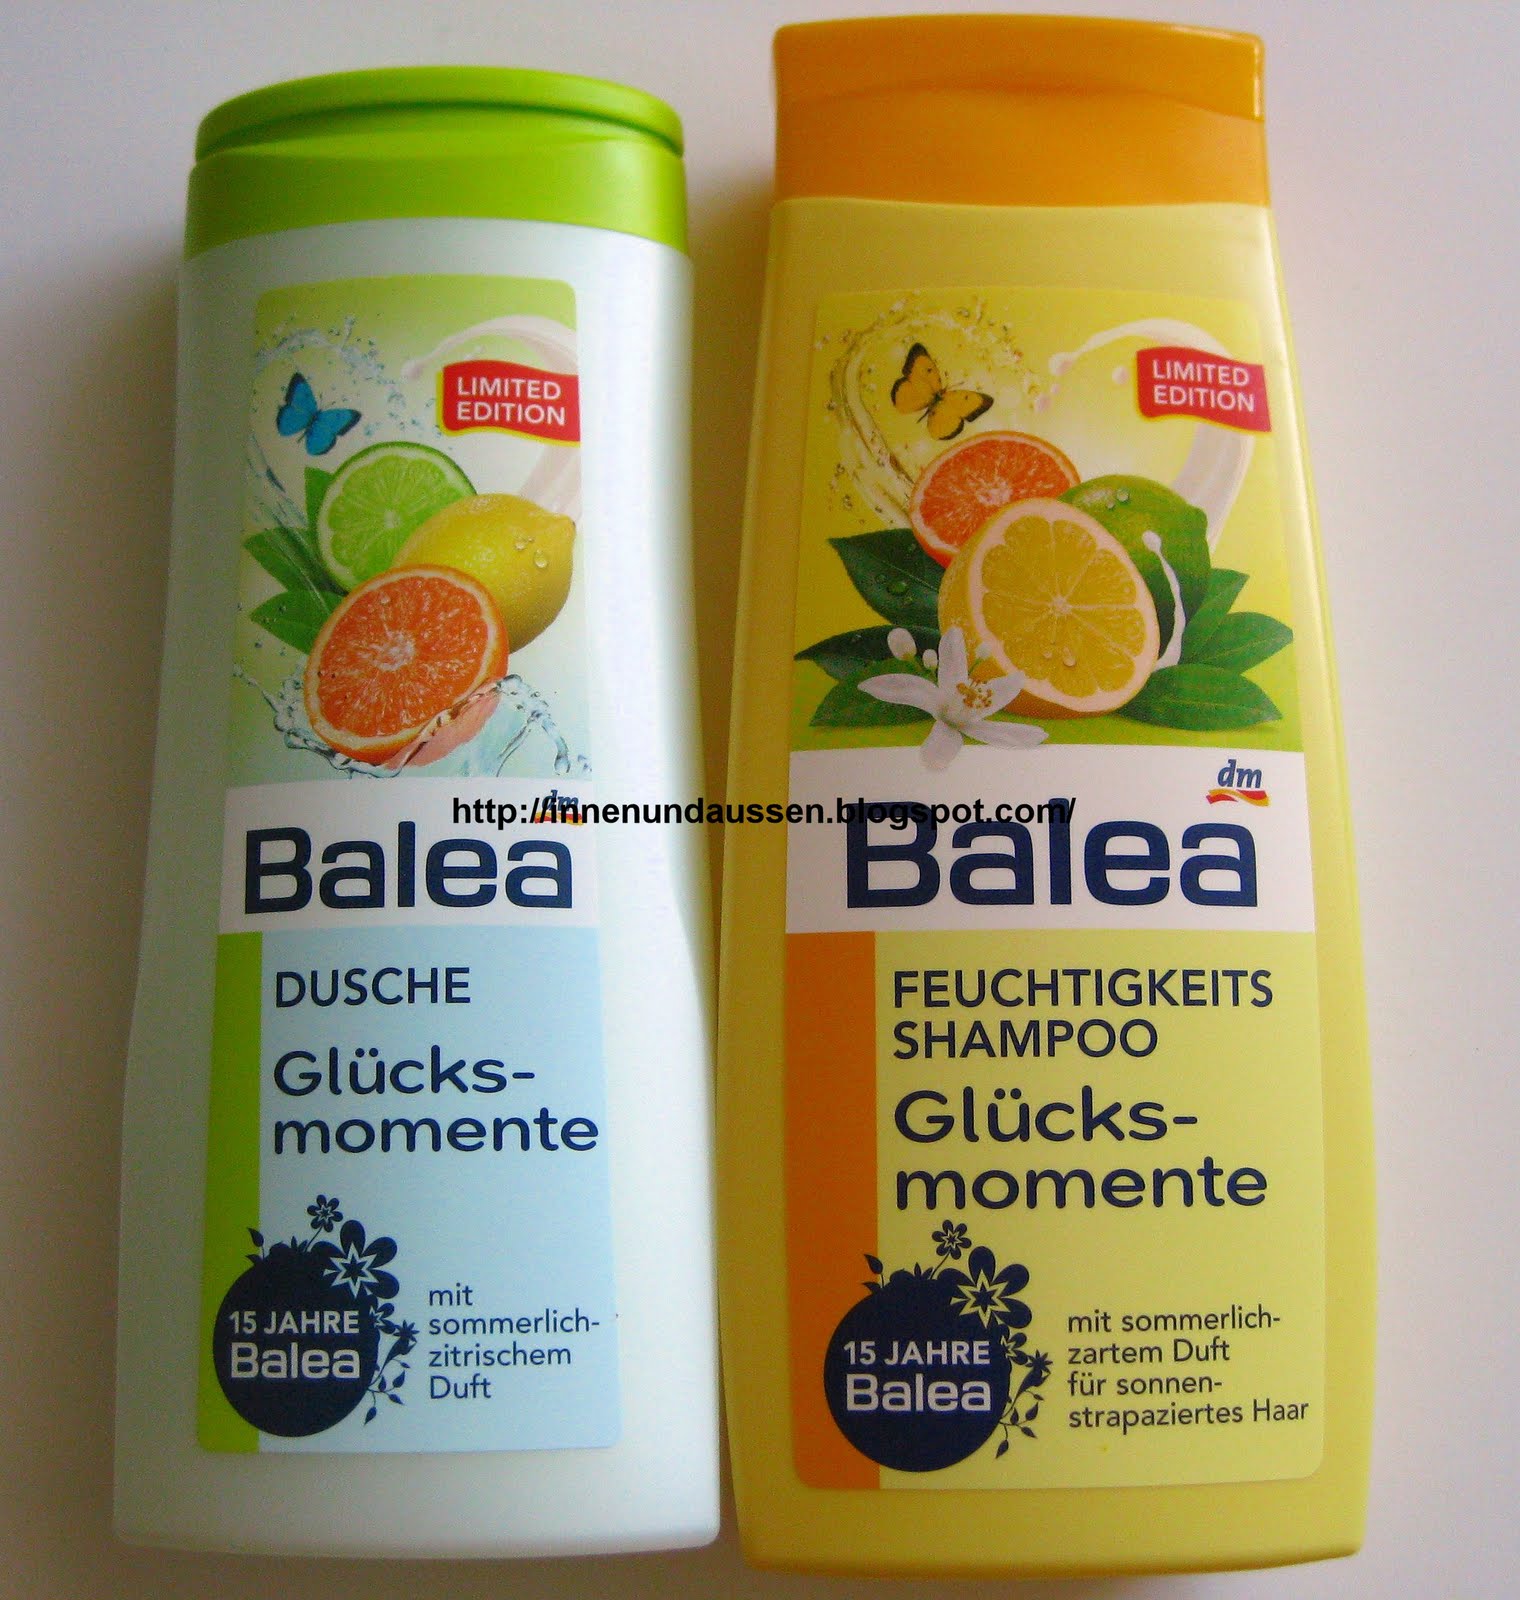 LIMITED
EDITION
dm
Balea
DUSCHE
Glücks-
momente
15 JAHRE
Balea
mit
sommerlich-
zitrischem
Duft
LIMITED
EDITION
dm
Balea
FEUCHTIGKEITS
SHAMPOO
Glücks-
momente
15 JAHRE
Balea
mit sommerlich-
zartem Duft
für sonnen-
strapaziertes Haar
http://innenundaussen.blogspot.com/